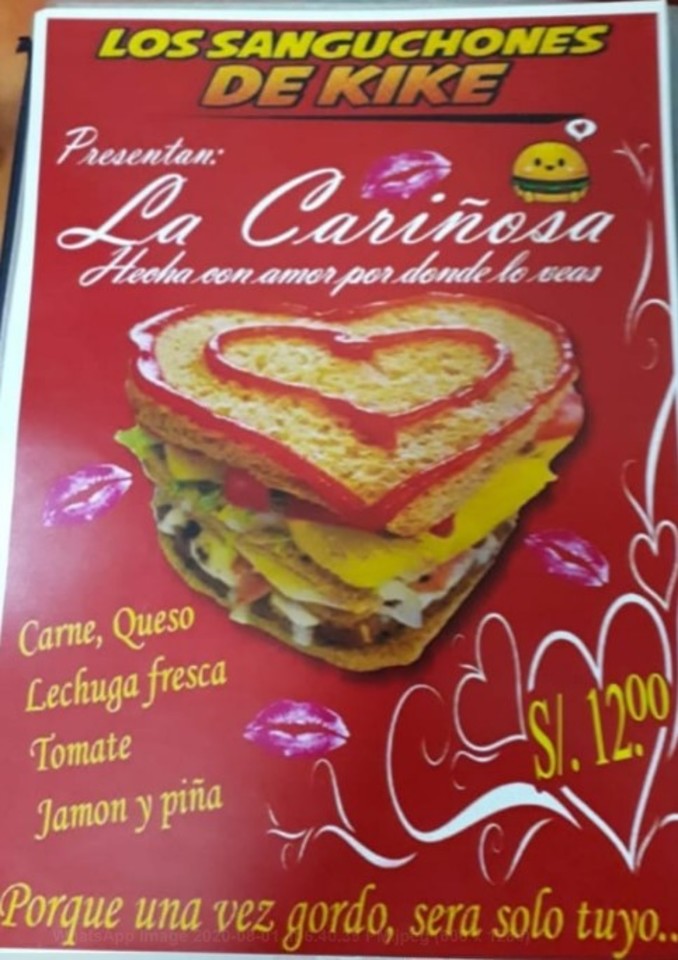 LOS SANGUCHONES
DE KIKE
Presentan:
La Cariñosa
Hecha con amor por donde lo veas
Carne, Queso
Lechuga fresca
Tomate
Jamon y piña
S/. 12.00
Porque una vez gordo, sera solo tuyo..